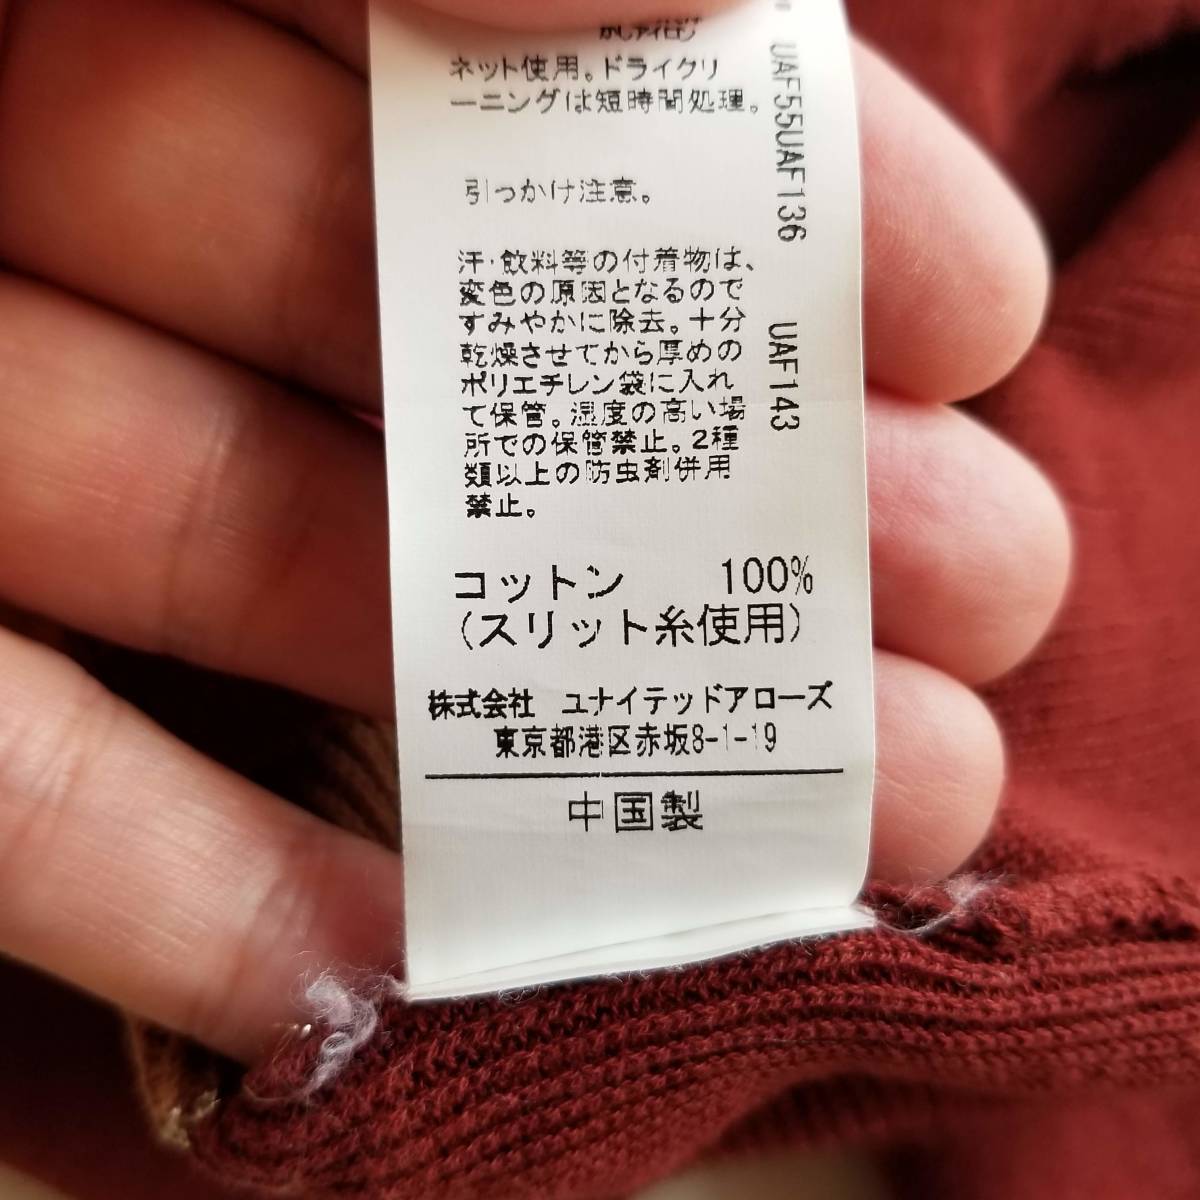 ネット使用。ドライクリ
ーニングは短時間処理。
引っかけ注意。
汗・飲料等の付着物は、
変色の原因となるので
すみやかに除去。十分
乾燥させてから厚めの
ポリエチレン袋に入れ
て保管。湿度の高い場
所での保管禁止。2種
類以上の防虫剤併用
禁止。
コットン 100%
(スリット糸使用)
株式会社 ユナイテッドアローズ
東京都港区赤坂8-1-19
中国製
UAF55UAF136 UAF143